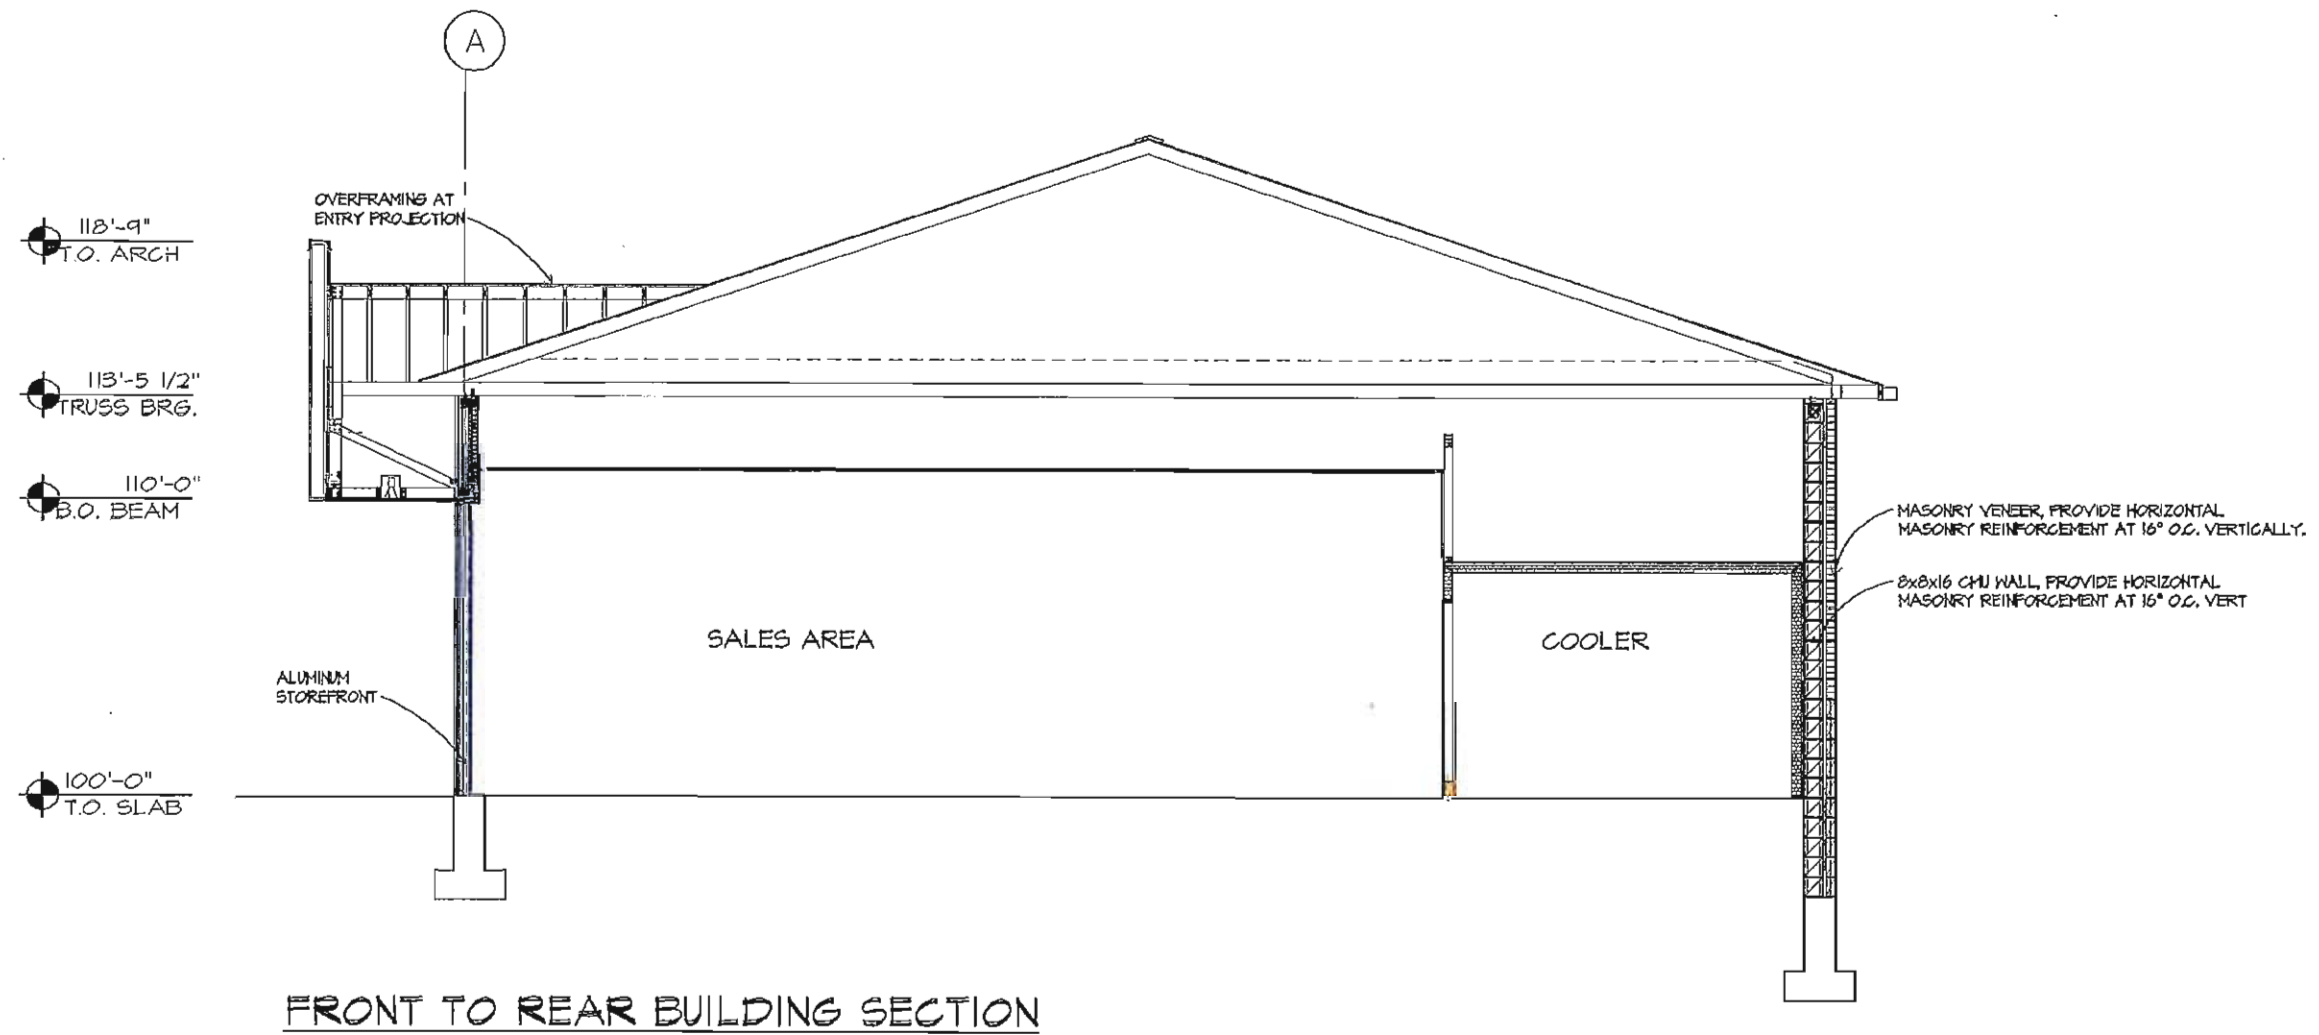 A
OVERFRAMING AT
ENTRY PROJECTION
118'-9"
T.O. ARCH
113'-5 1/2"
TRUSS BRG.
110'-0"
B.O. BEAM
MASONRY VENEER, PROVIDE HORIZONTAL
MASONRY REINFORCEMENT AT 16" O.C. VERTICALLY.
8x8x16 CMU WALL, PROVIDE HORIZONTAL
MASONRY REINFORCEMENT AT 16" O.C. VERT
SALES AREA
COOLER
ALUMINUM
STOREFRONT
100'-0"
T.O. SLAB
FRONT TO REAR BUILDING SECTION